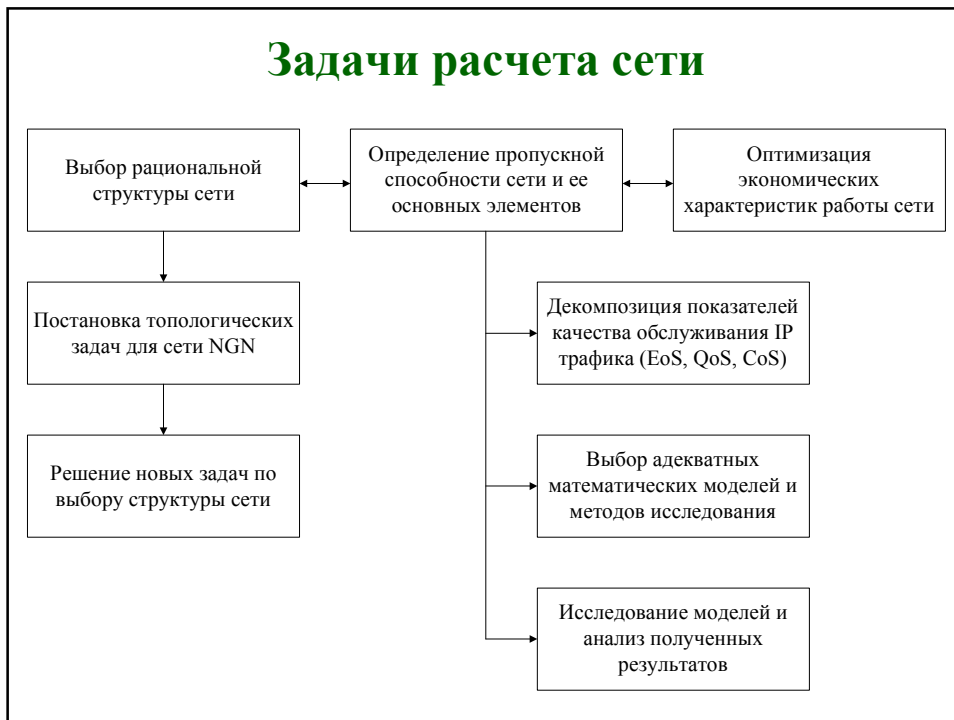 Задачи расчета сети
Выбор рациональной
структуры сети
Определение пропускной
способности сети и ее
основных элементов
Оптимизация
экономических
характеристик работы сети
Постановка топологических
задач для сети NGN
Декомпозиция показателей
качества обслуживания IP
трафика (EoS, QoS, CoS)
Решение новых задач по
выбору структуры сети
Выбор адекватных
математических моделей и
методов исследования
Исследование моделей и
анализ полученных
результатов